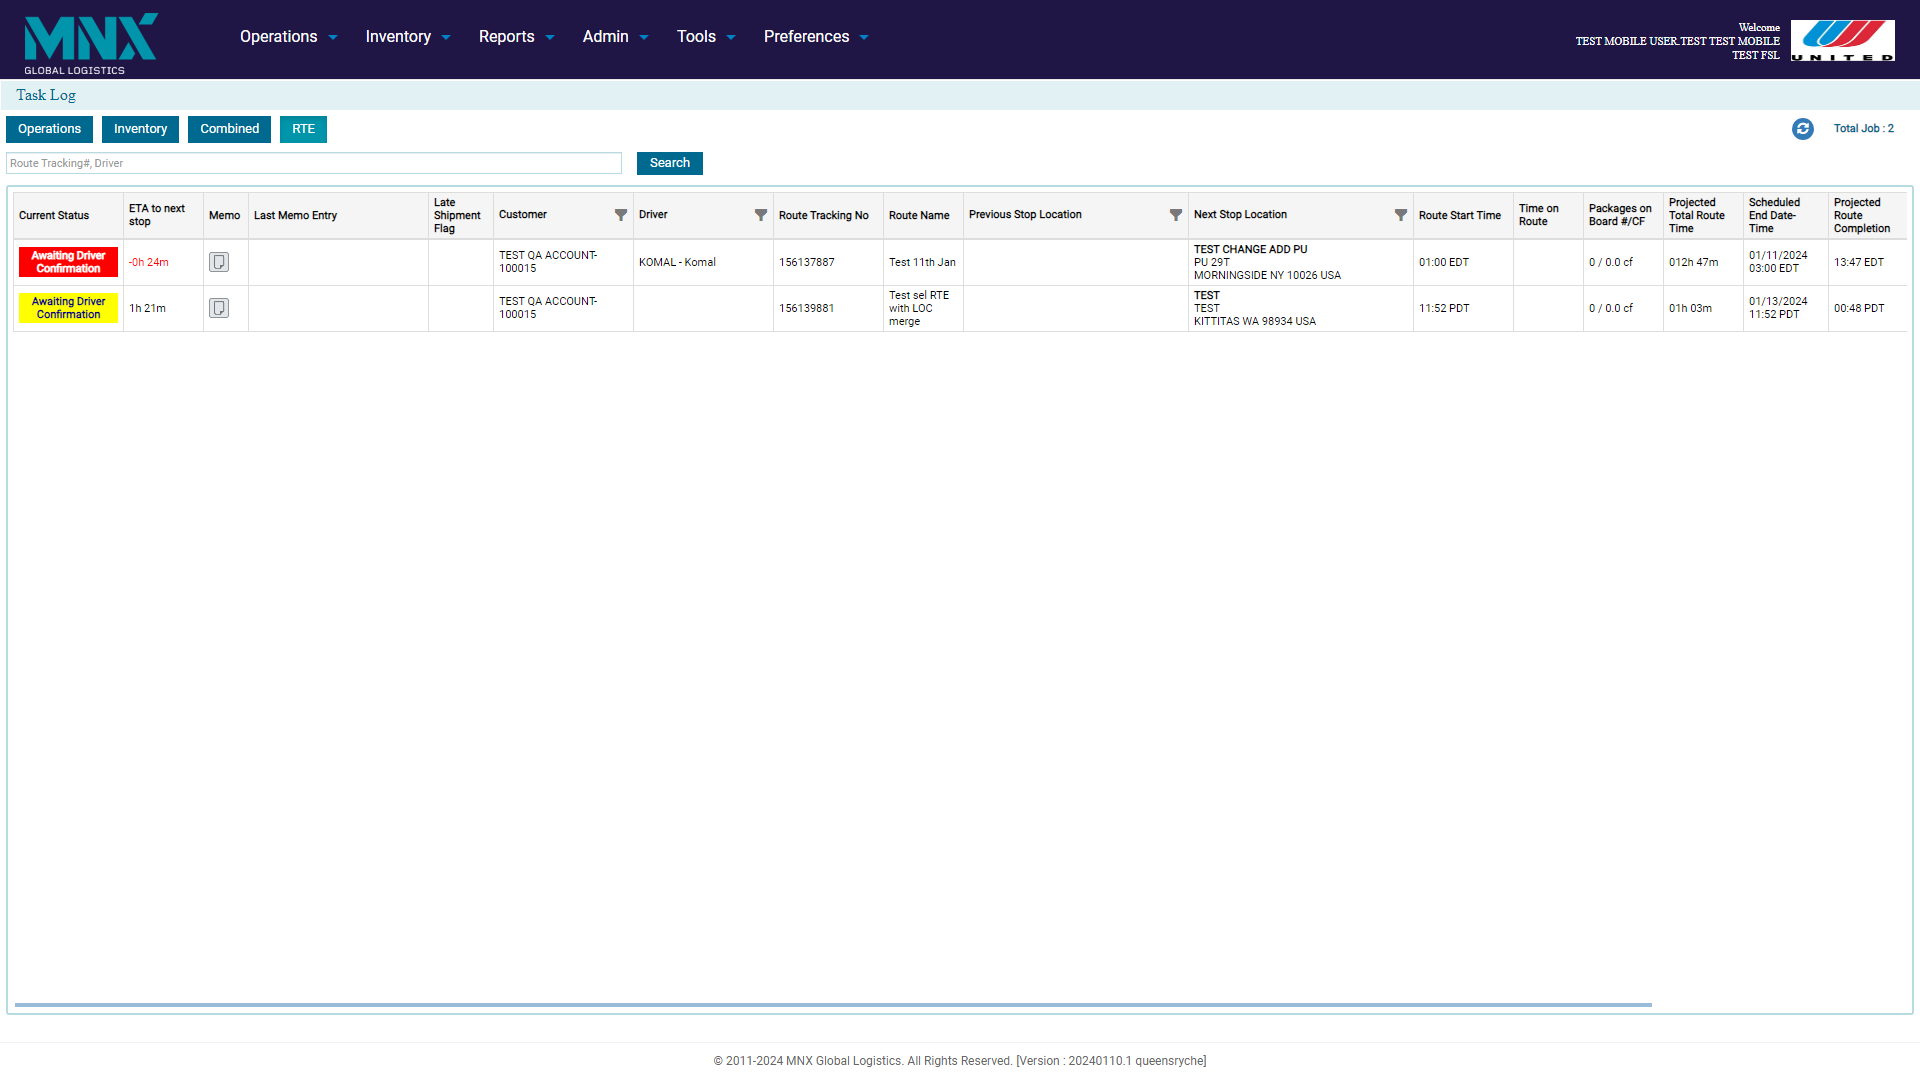 MNX
GLOBAL LOGISTICS
Operations
Inventory
Reports
Admin
Tools
Preferences
Welcome
TEST MOBILE USER.TEST TEST MOBILE
TEST FSL
UNITED
Task Log
Operations
Inventory
Combined
RTE
Total Job : 2
Route Tracking#, Driver
Search
Current Status
ETA to next
stop
Memo
Last Memo Entry
Late
Shipment
Flag
Customer
Driver
Route Tracking No
Route Name
Previous Stop Location
Next Stop Location
Route Start Time
Time on
Route
Packages on
Board #/CF
Projected
Total Route
Time
Scheduled
End Date-
Time
Projected
Route
Completion
Awaiting Driver
Confirmation
-0h 24m
TEST QA ACCOUNT-
100015
KOMAL - Komal
156137887
Test 11th Jan
TEST CHANGE ADD PU
PU 29T
MORNINGSIDE NY 10026 USA
01:00 EDT
0 / 0.0 cf
012h 47m
01/11/2024
03:00 EDT
13:47 EDT
Awaiting Driver
Confirmation
1h 21m
TEST QA ACCOUNT-
100015
156139881
Test sel RTE
with LOC
merge
TEST
TEST
KITTITAS WA 98934 USA
11:52 PDT
0 / 0.0 cf
01h 03m
01/13/2024
11:52 PDT
00:48 PDT
© 2011-2024 MNX Global Logistics. All Rights Reserved. [Version : 20240110.1 queensryche]